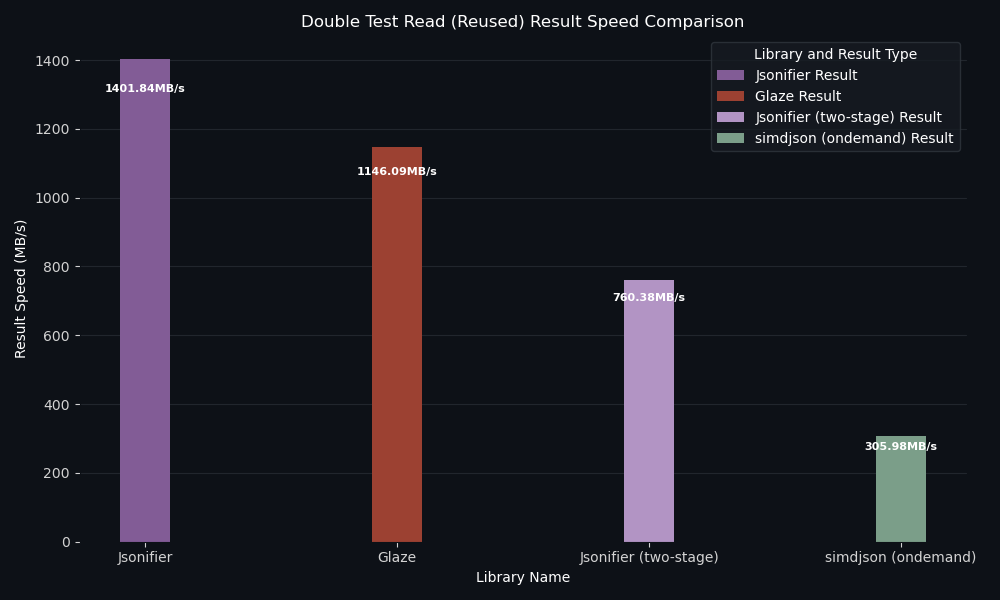 Double Test Read (Reused) Result Speed Comparison
Library and Result Type
Jsonifier Result
Glaze Result
Jsonifier (two-stage) Result
simdjson (ondemand) Result
Result Speed (MB/s)
1400
1200
1000
800
600
400
200
0
1401.84MB/s
1146.09MB/s
760.38MB/s
305.98MB/s
Jsonifier
Glaze
Jsonifier (two-stage)
simdjson (ondemand)
Library Name